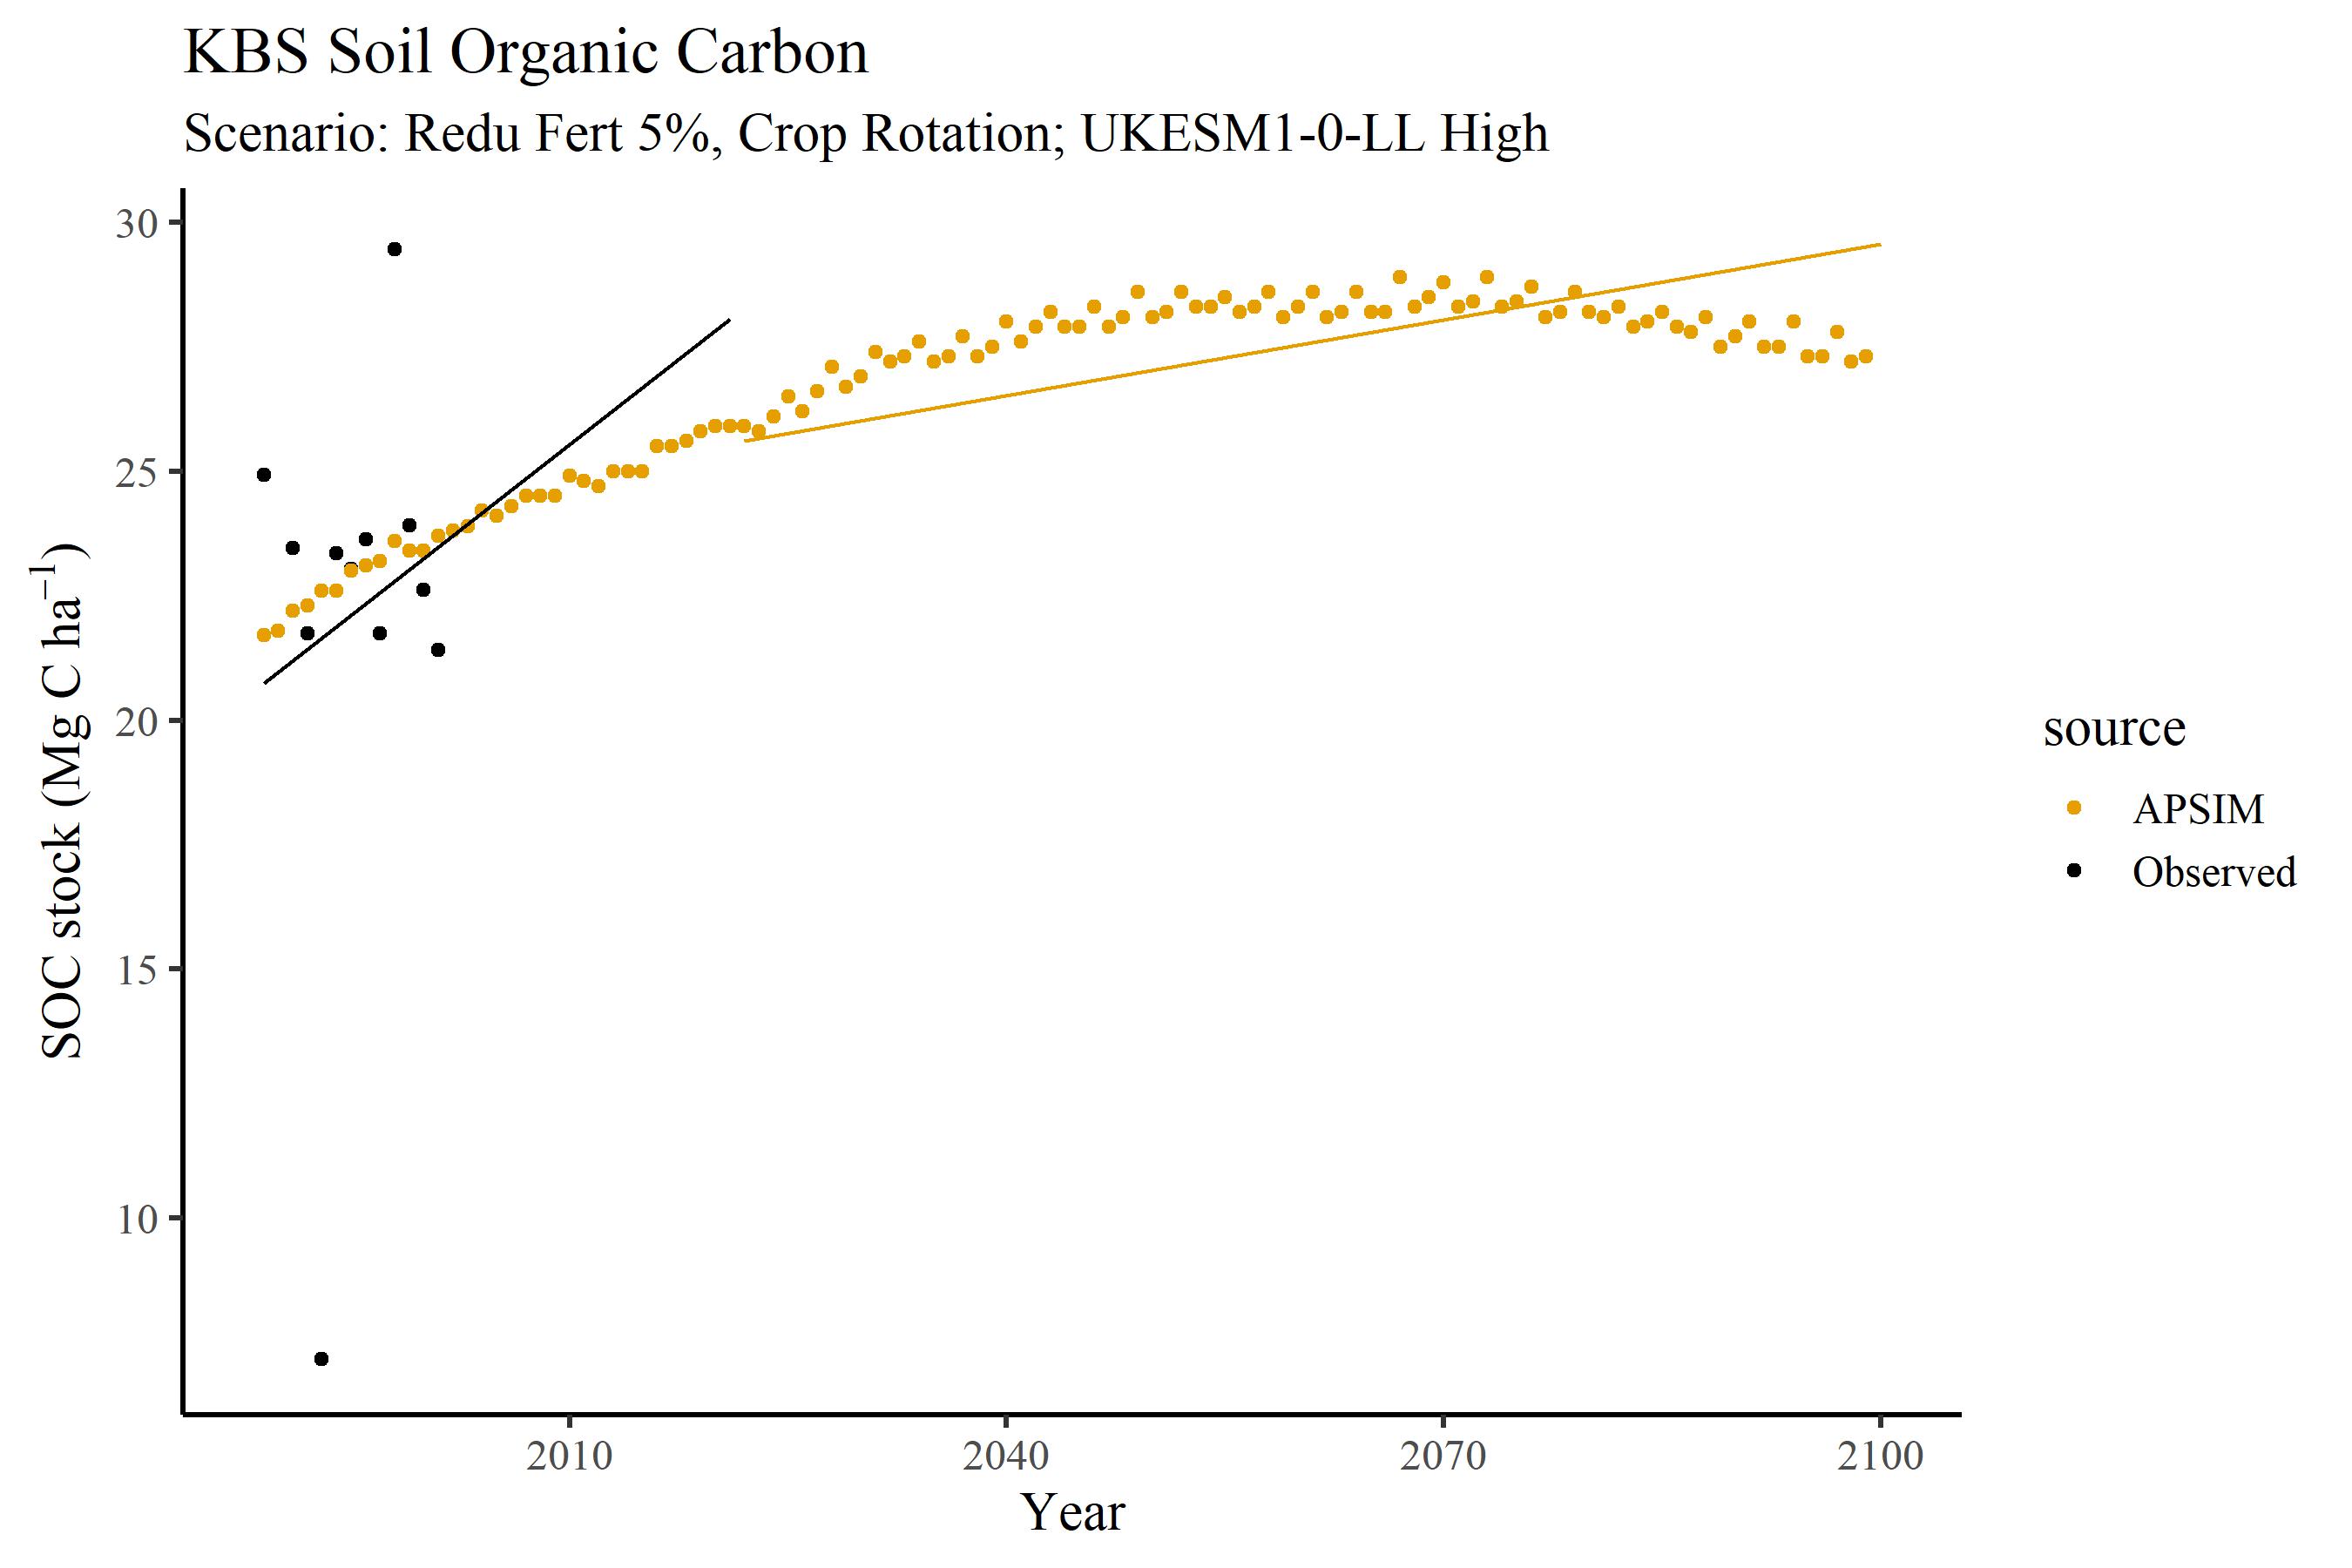 KBS Soil Organic Carbon
Scenario: Redu Fert 5%, Crop Rotation; UKESM1-0-LL High
SOC stock (Mg C ha⁻¹)
30
25
20
15
10
2010
2040
2070
2100
Year
source
APSIM
Observed